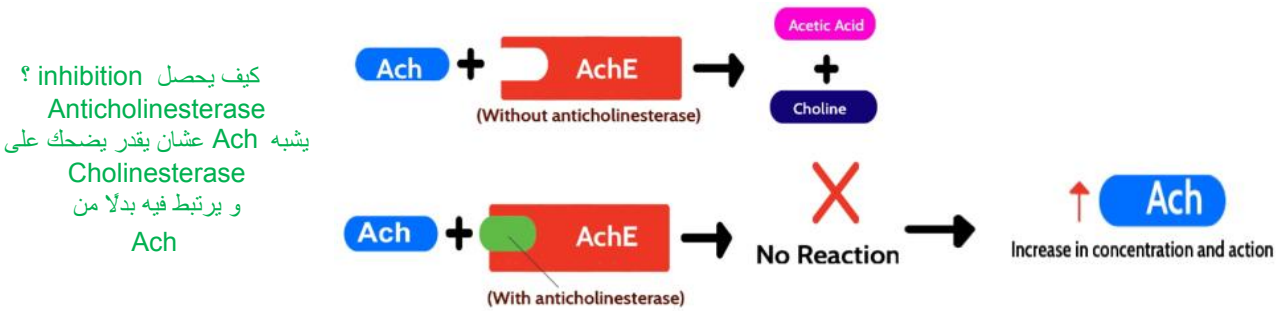 كيف يحصل inhibition ؟
Anticholinesterase
يشبه Ach عشان يقدر يضحك على
Cholinesterase
و يرتبط فيه بدلًا من
Ach
Ach + AchE
(Without anticholinesterase)
Acetic Acid
+
Choline
Ach + AchE
(With anticholinesterase)
No Reaction
Ach
Increase in concentration and action